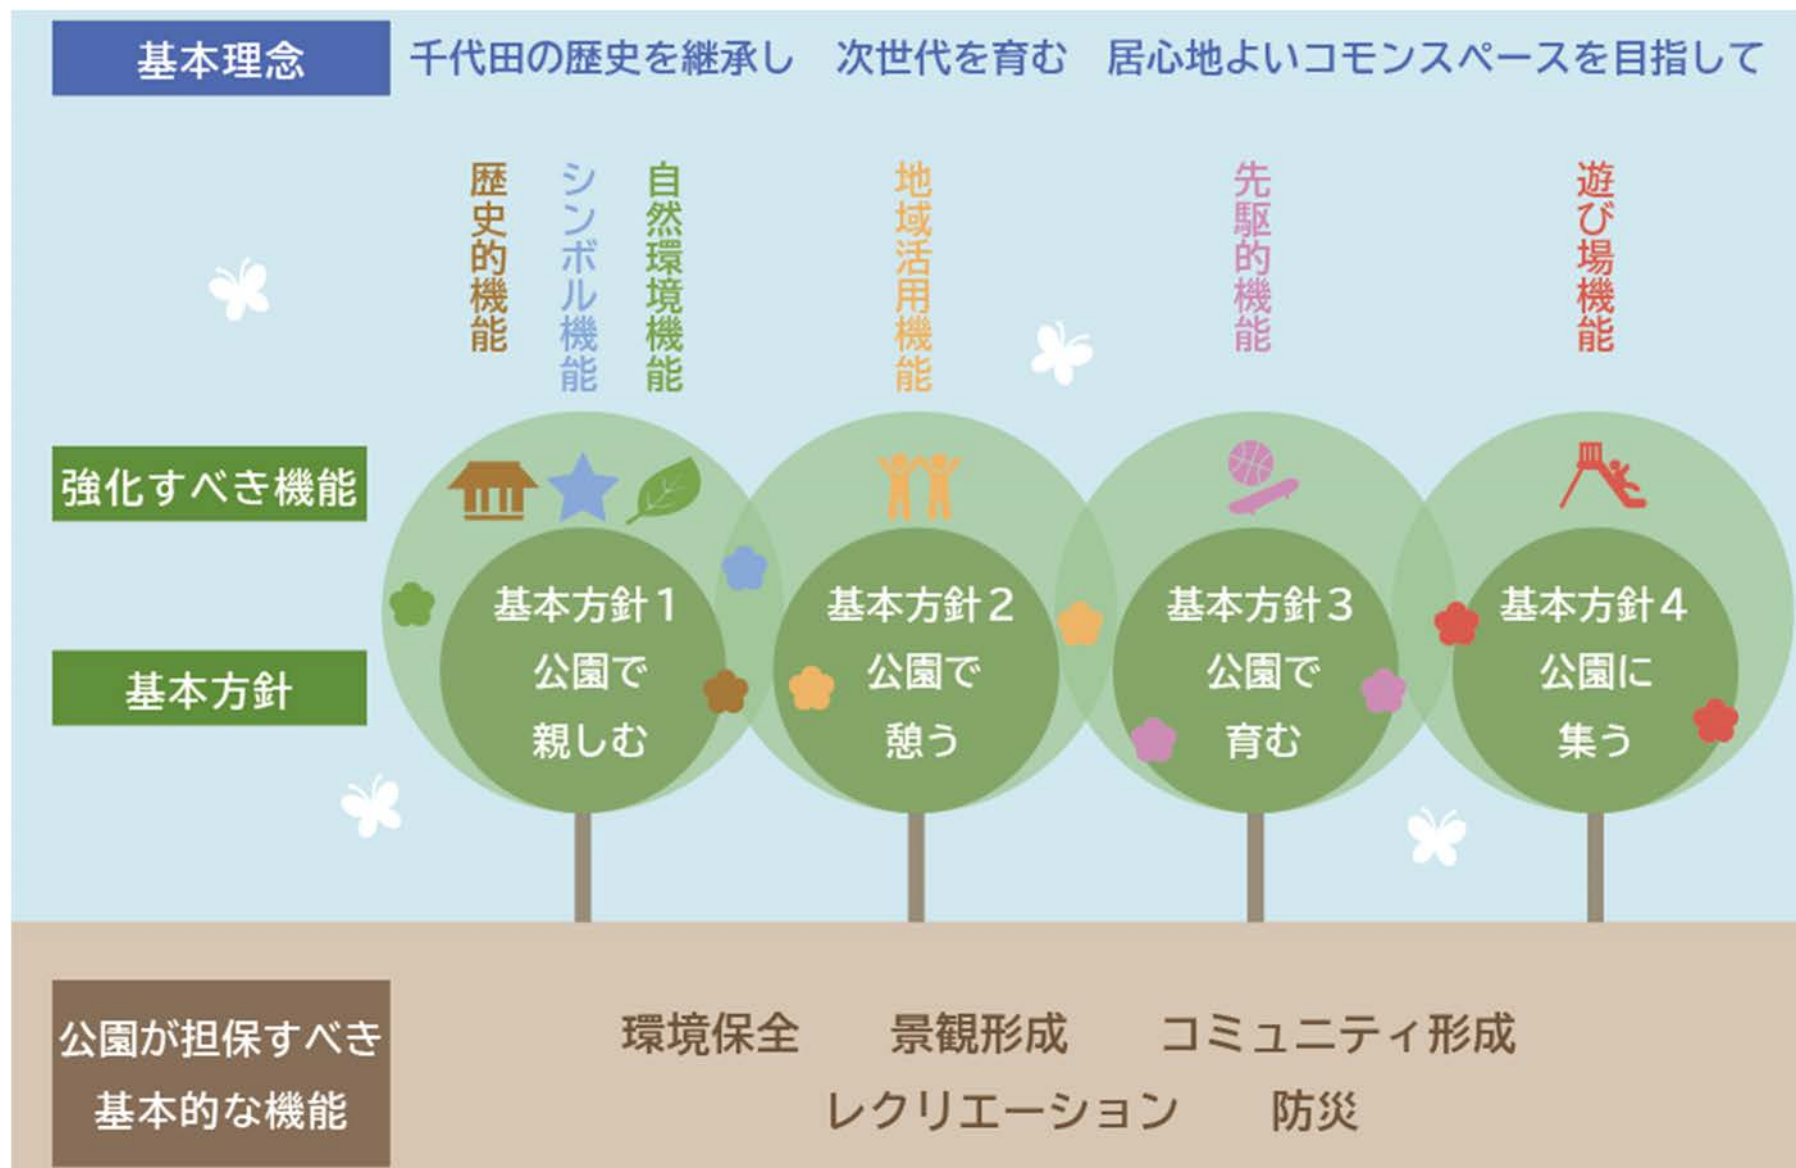 基本理念 千代田の歴史を継承し 次世代を育む 居心地よいコモンスペースを目指して
歴史的機能
シンボル機能
自然環境機能
地域活用機能
先駆的機能
遊び場機能
強化すべき機能
基本方針
基本方針1
公園で
親しむ
基本方針2
公園で
憩う
基本方針3
公園で
育む
基本方針4
公園に
集う
公園が担保すべき
基本的な機能
環境保全 景観形成 コミュニティ形成
レクリエーション 防災